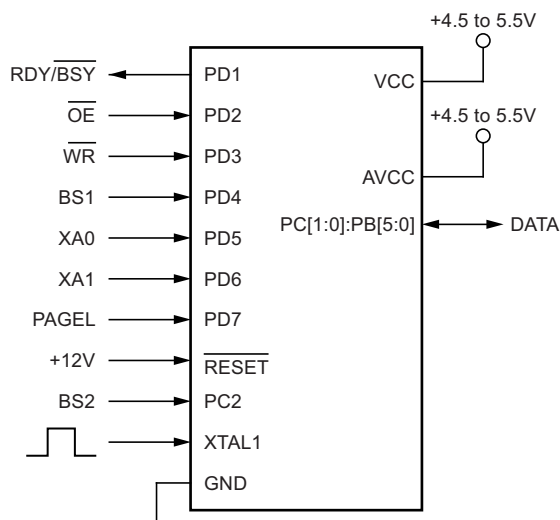 +4.5 to 5.5V
RDY/BSY PD1 VCC
OE PD2 +4.5 to 5.5V
WR PD3 AVCC
BS1 PD4 PC[1:0]:PB[5:0] DATA
XA0 PD5
XA1 PD6
PAGEL PD7
+12V RESET
BS2 PC2
XTAL1
GND